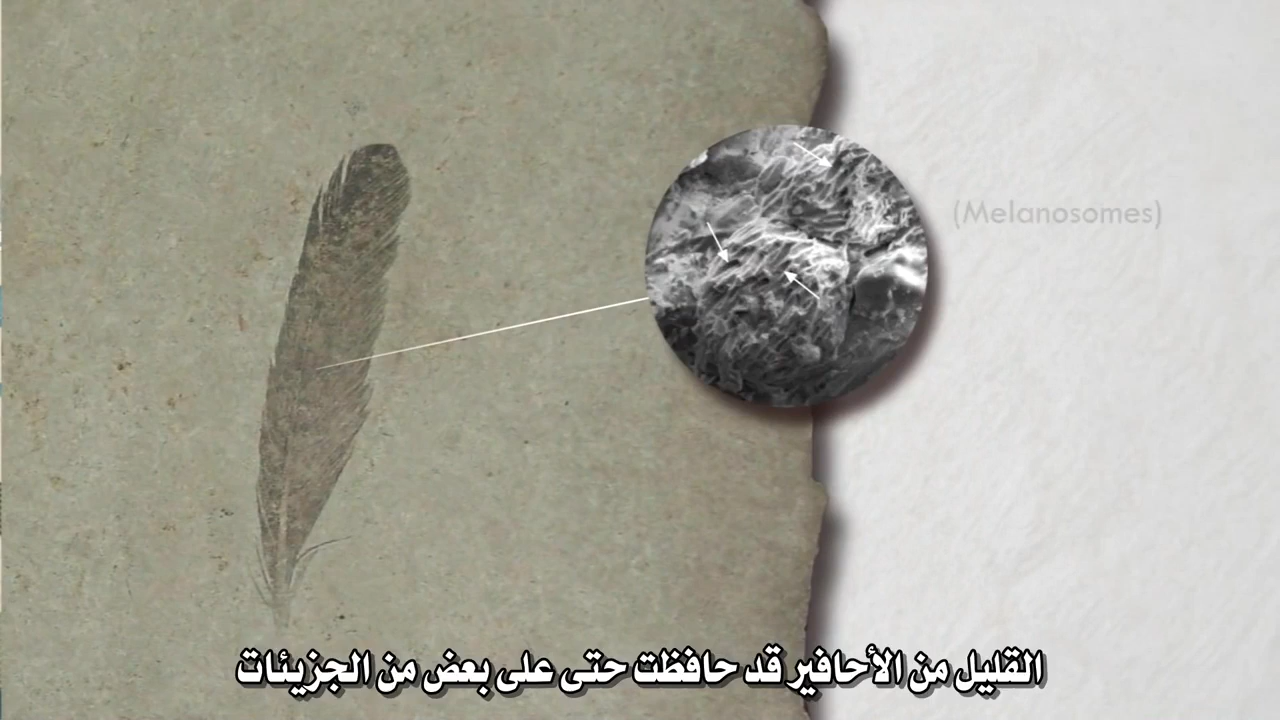 (Melanosomes)
القليل من الأحافير قد حافظت حتى على بعض من الجزيئات